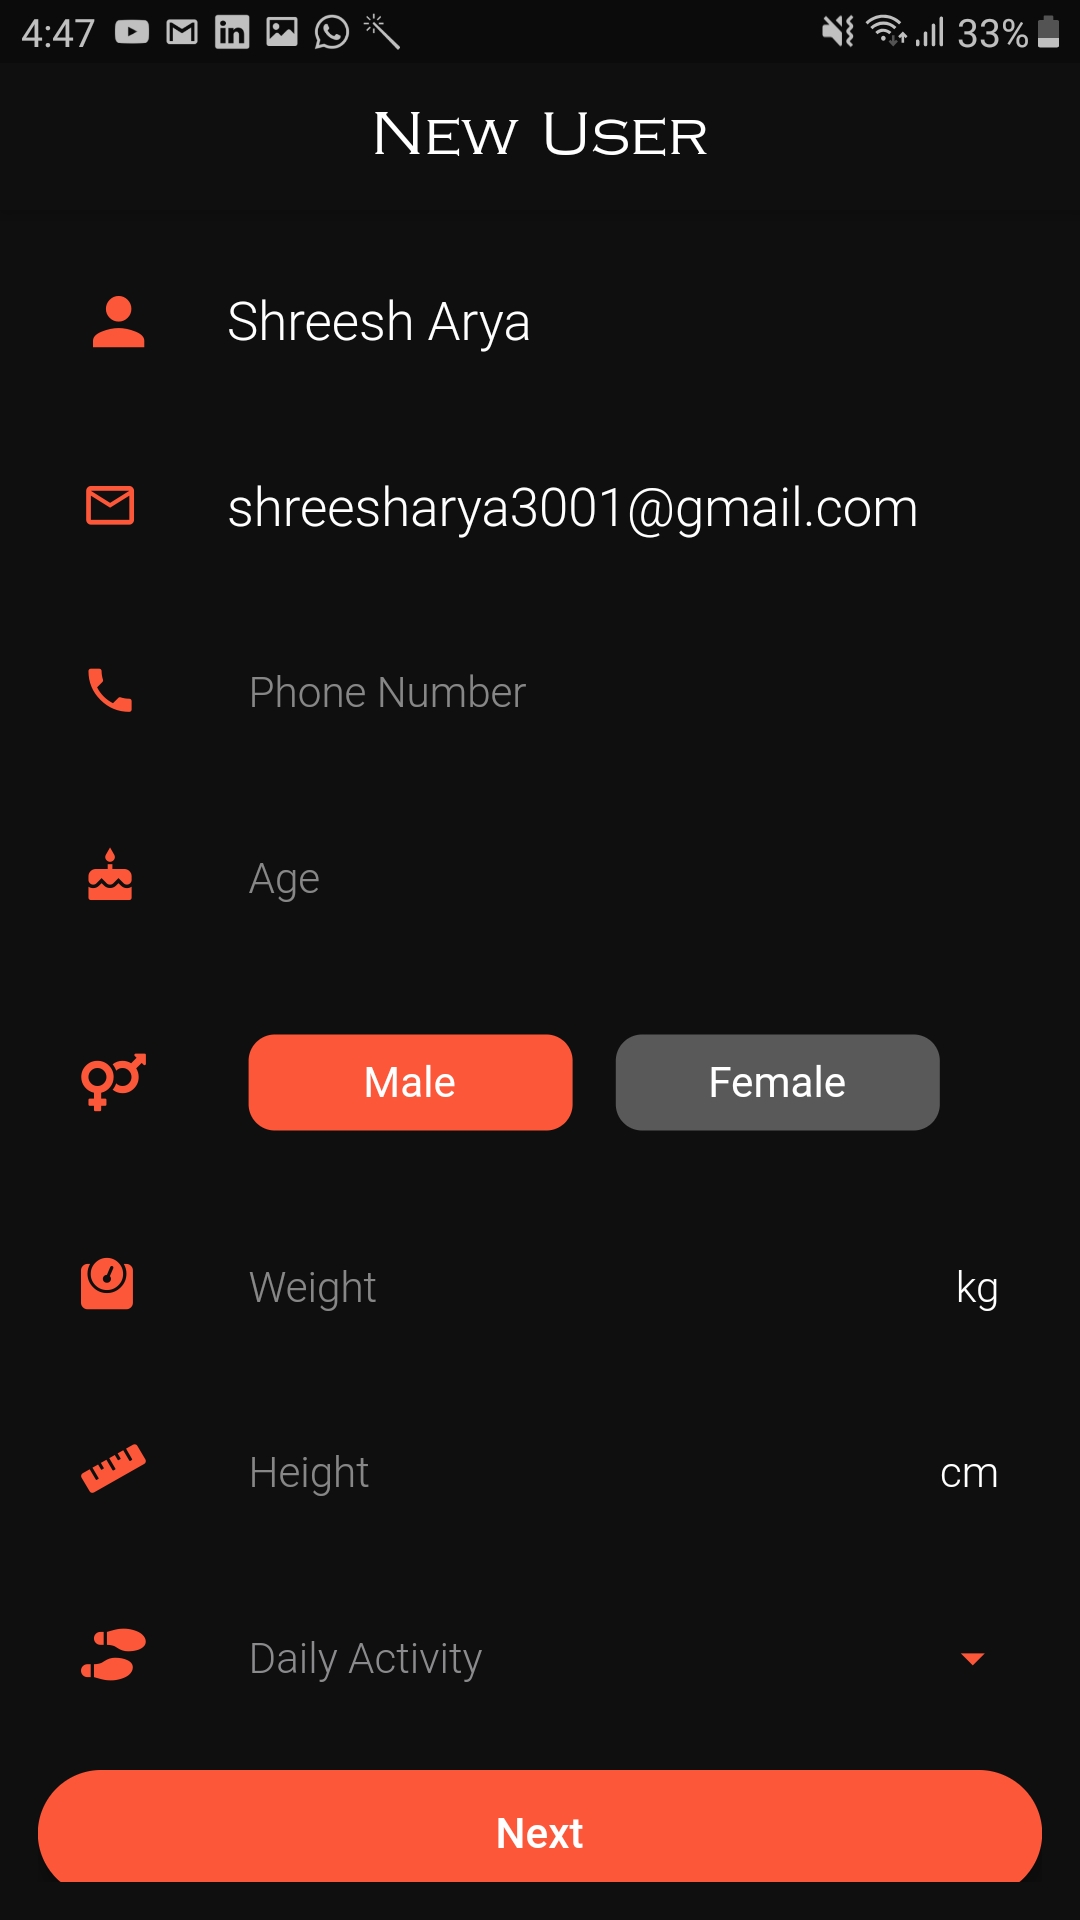 4:47 33%
New User
Shreesh Arya
shreesharya3001@gmail.com
Phone Number
Age
Male Female
Weight kg
Height cm
Daily Activity
Next